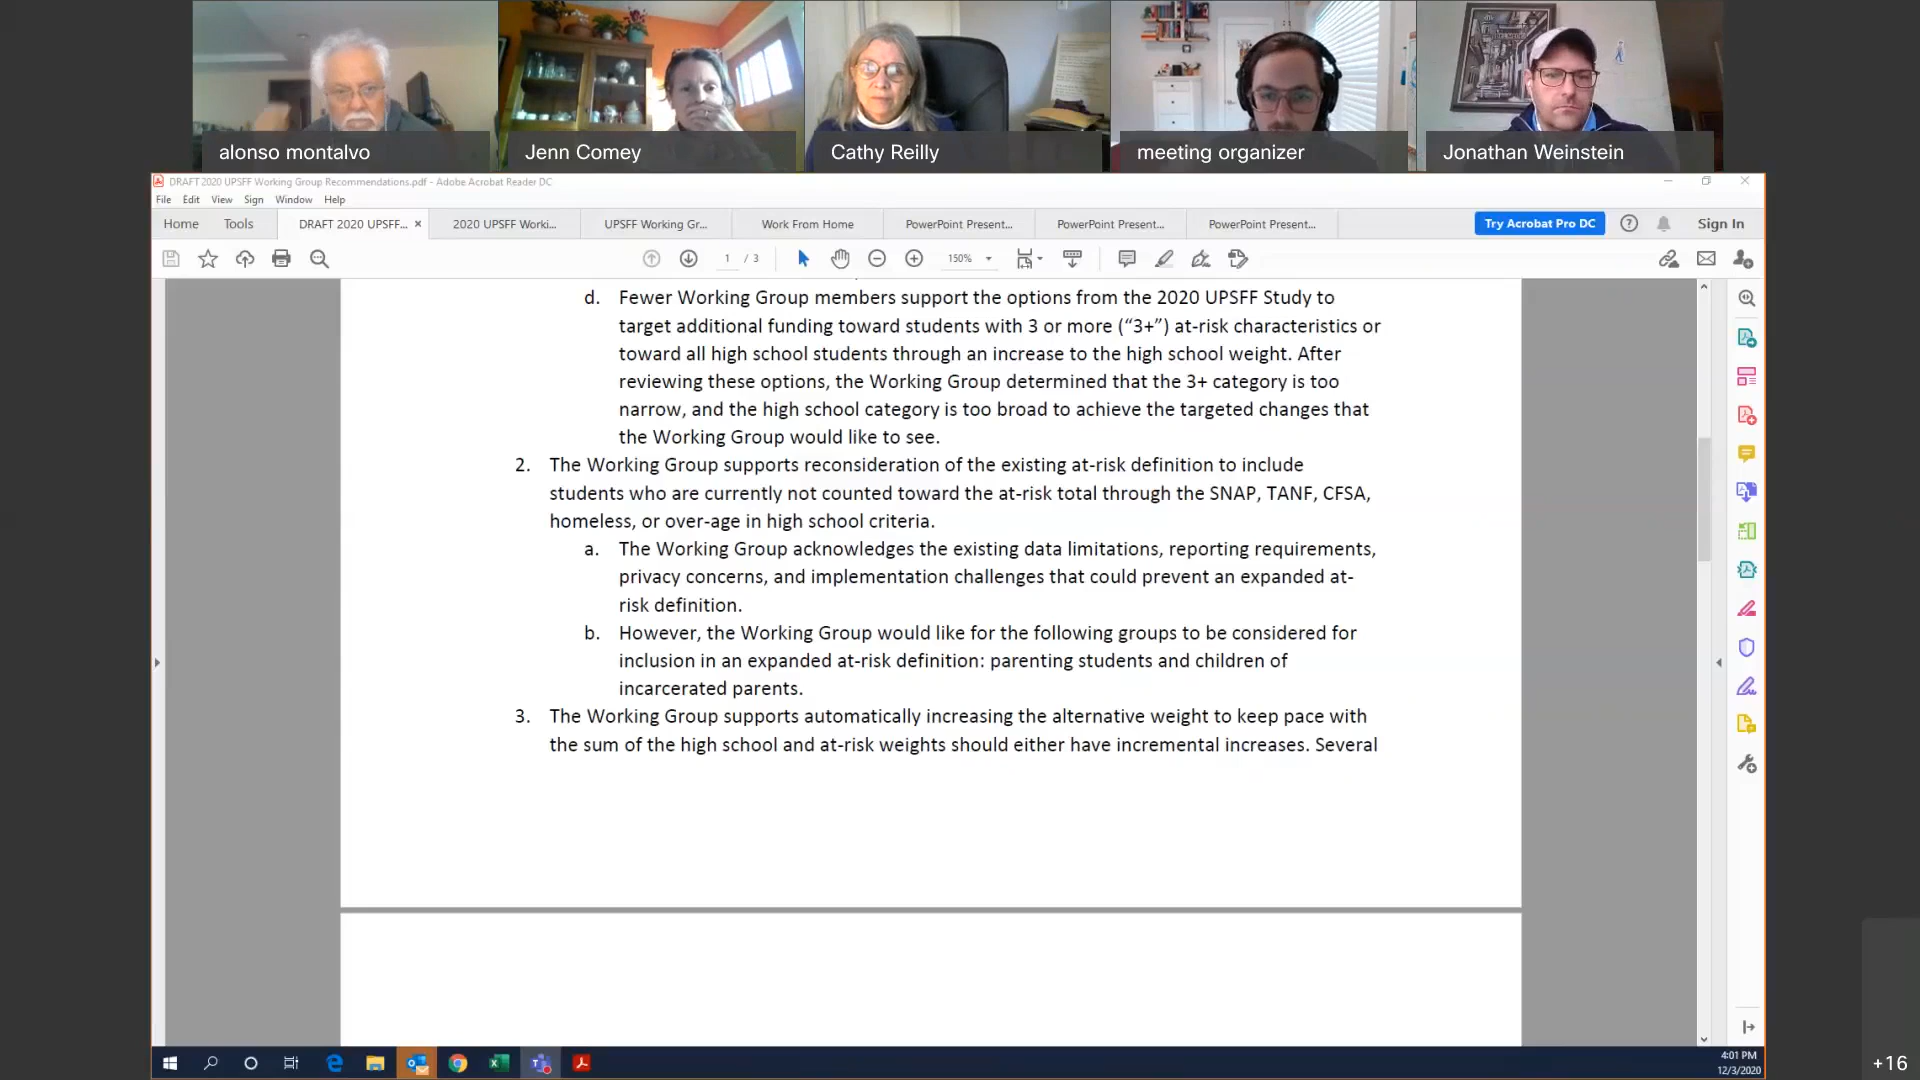 alonso montalvo
Jenn Comey
Cathy Reilly
meeting organizer
Jonathan Weinstein
DRAFT 2020 UPSFF Working Group Recommendations.pdf - Adobe Acrobat Reader DC
File Edit View Sign Window Help
Home Tools DRAFT 2020 UPSFF... × 2020 UPSFF Worki... UPSFF Working Gr... Work From Home PowerPoint Present... PowerPoint Present... PowerPoint Present... Try Acrobat Pro DC Sign In
1 / 3 150%
d. Fewer Working Group members support the options from the 2020 UPSFF Study to
target additional funding toward students with 3 or more (“3+”) at-risk characteristics or
toward all high school students through an increase to the high school weight. After
reviewing these options, the Working Group determined that the 3+ category is too
narrow, and the high school category is too broad to achieve the targeted changes that
the Working Group would like to see.
2. The Working Group supports reconsideration of the existing at-risk definition to include
students who are currently not counted toward the at-risk total through the SNAP, TANF, CFSA,
homeless, or over-age in high school criteria.
a. The Working Group acknowledges the existing data limitations, reporting requirements,
privacy concerns, and implementation challenges that could prevent an expanded at-
risk definition.
b. However, the Working Group would like for the following groups to be considered for
inclusion in an expanded at-risk definition: parenting students and children of
incarcerated parents.
3. The Working Group supports automatically increasing the alternative weight to keep pace with
the sum of the high school and at-risk weights should either have incremental increases. Several
4:01 PM
12/3/2020
+16